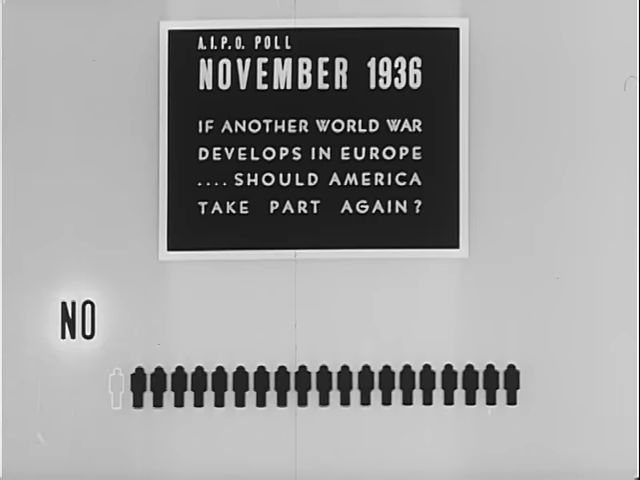 A.I.P.O. POLL
NOVEMBER 1936
IF ANOTHER WORLD WAR
DEVELOPS IN EUROPE
.... SHOULD AMERICA
TAKE PART AGAIN?
NO